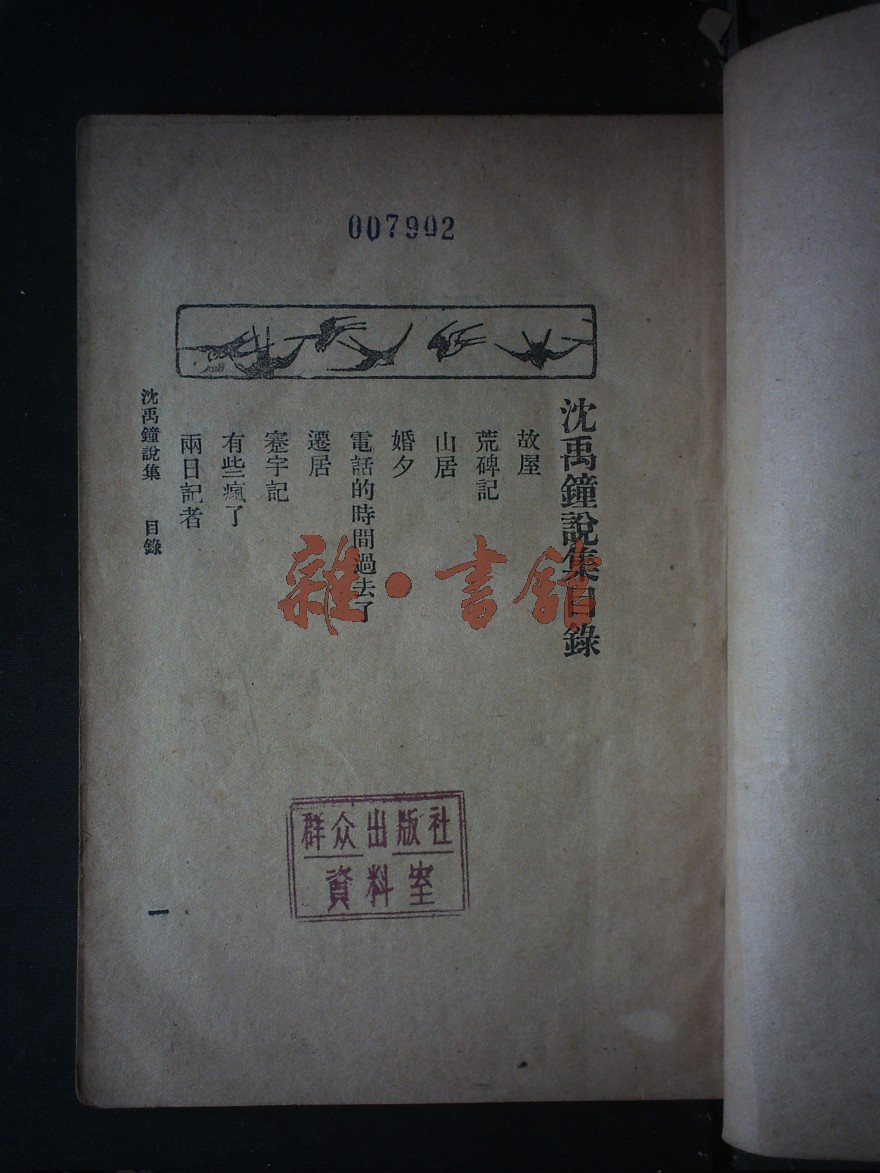 007902
沈禹鐘說集目錄
故屋
荒碑記
山居
婚夕
電話的時間過去了
遷居
蹇宇記
有些瘋了
兩日記者
沈禹鐘說集 目錄
一
雜·書館
群众出版社
資料室